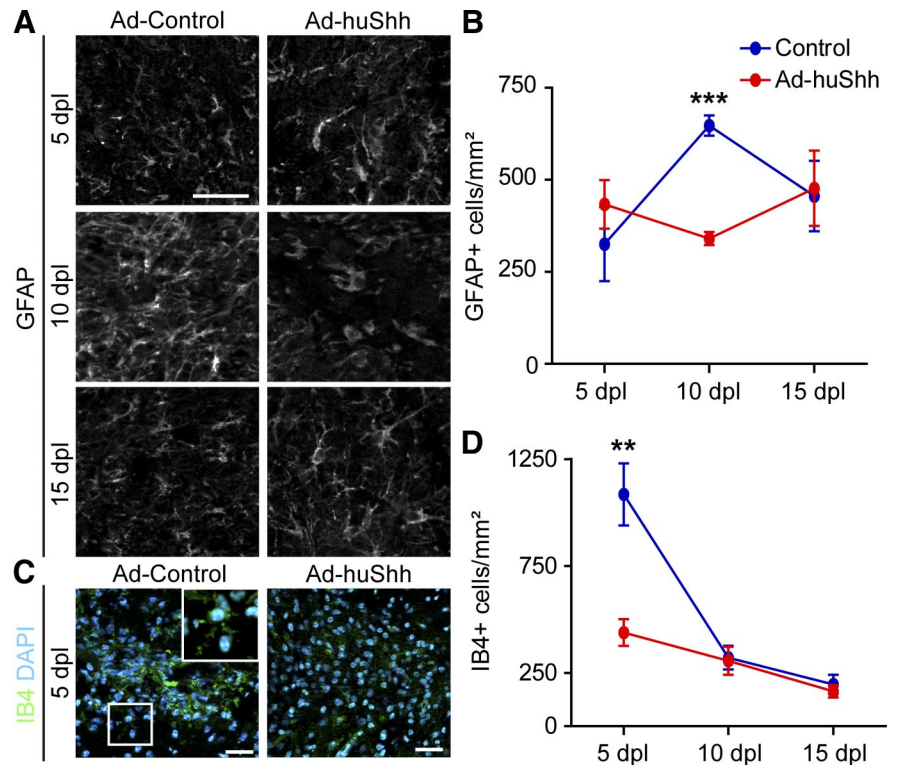 A
Ad-Control
Ad-huShh
GFAP
5 dpl
10 dpl
15 dpl
B
Control
Ad-huShh
***
GFAP+ cells/mm²
750
500
250
0
5 dpl
10 dpl
15 dpl
C
Ad-Control
Ad-huShh
IB4 DAPI
5 dpl
D
**
IB4+ cells/mm²
1250
750
250
0
5 dpl
10 dpl
15 dpl